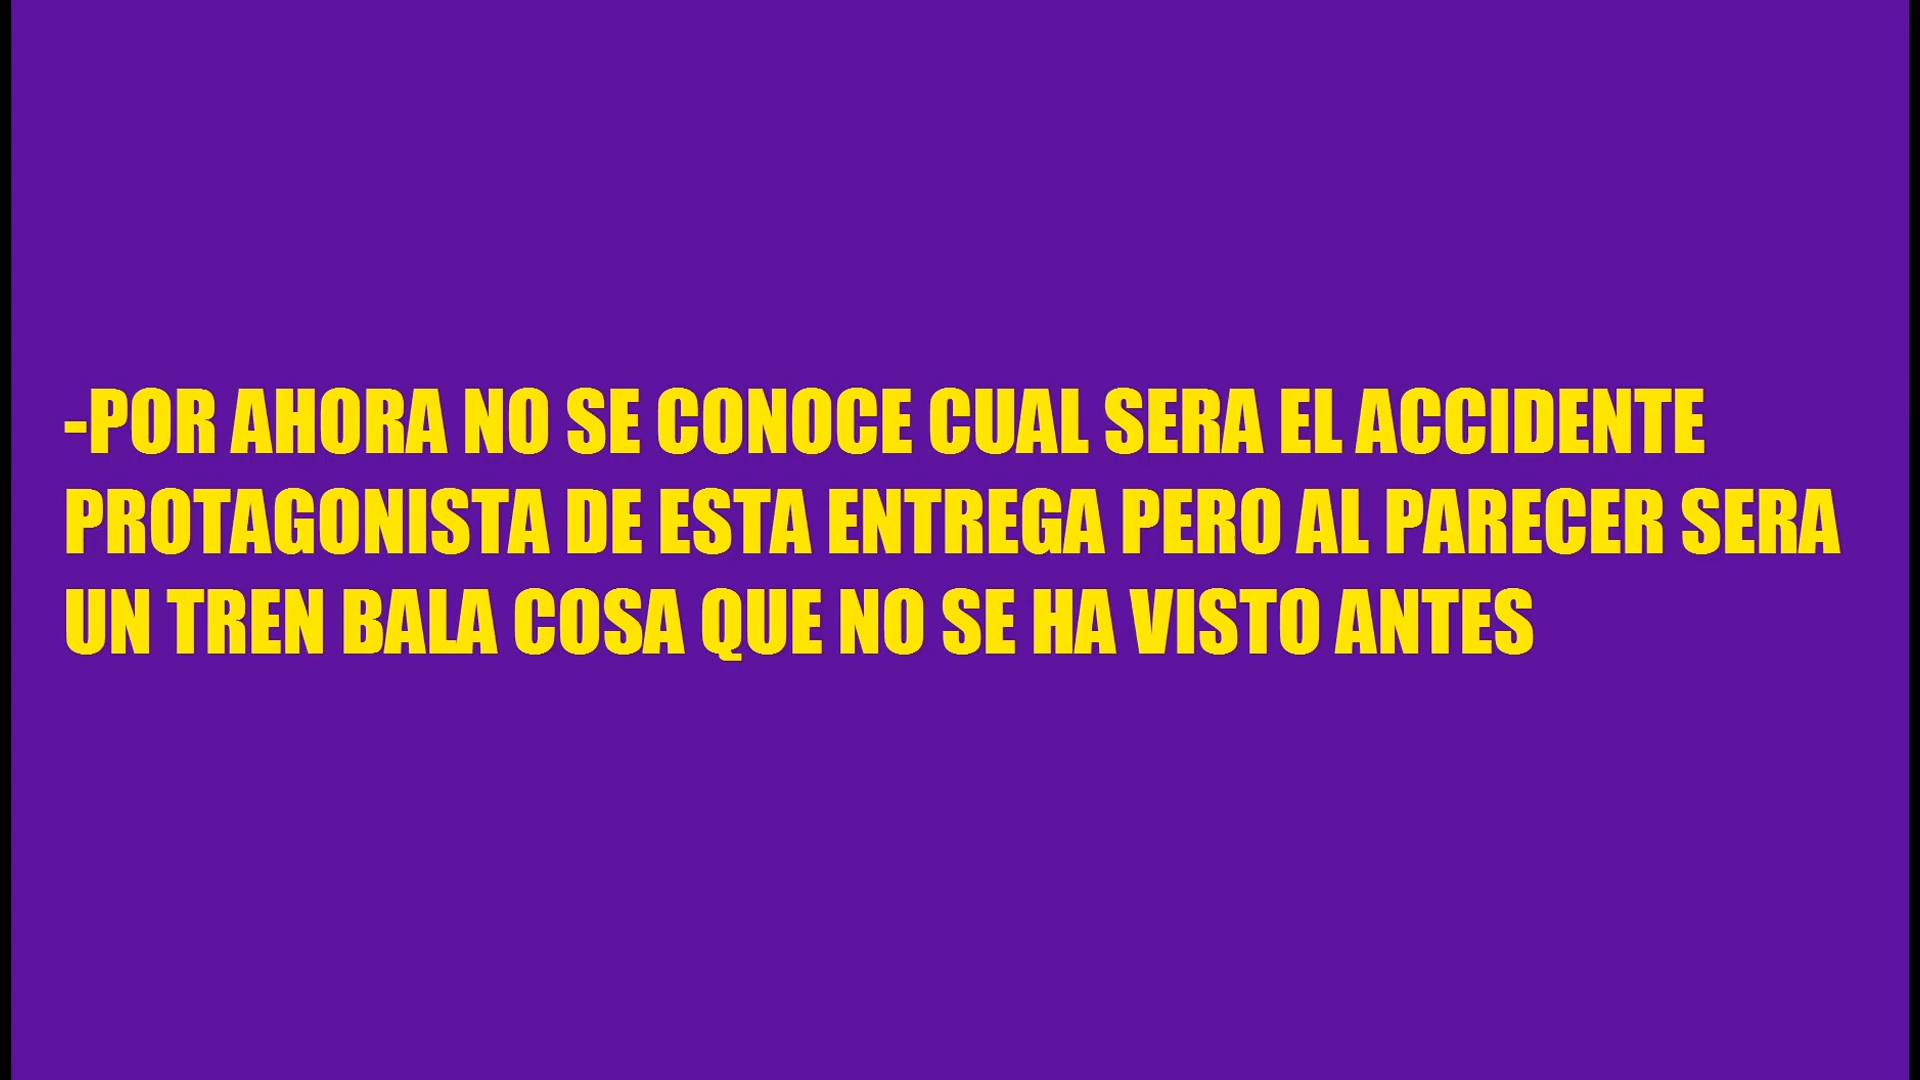 -POR AHORA NO SE CONOCE CUAL SERA EL ACCIDENTE
PROTAGONISTA DE ESTA ENTREGA PERO AL PARECER SERA
UN TREN BALA COSA QUE NO SE HA VISTO ANTES